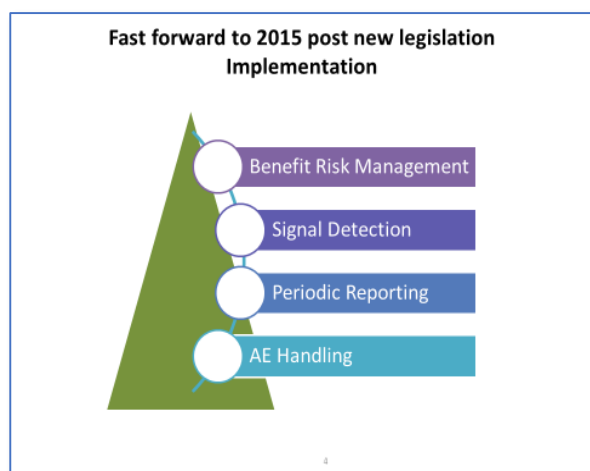 Fast forward to 2015 post new legislation
Implementation
Benefit Risk Management
Signal Detection
Periodic Reporting
AE Handling
4